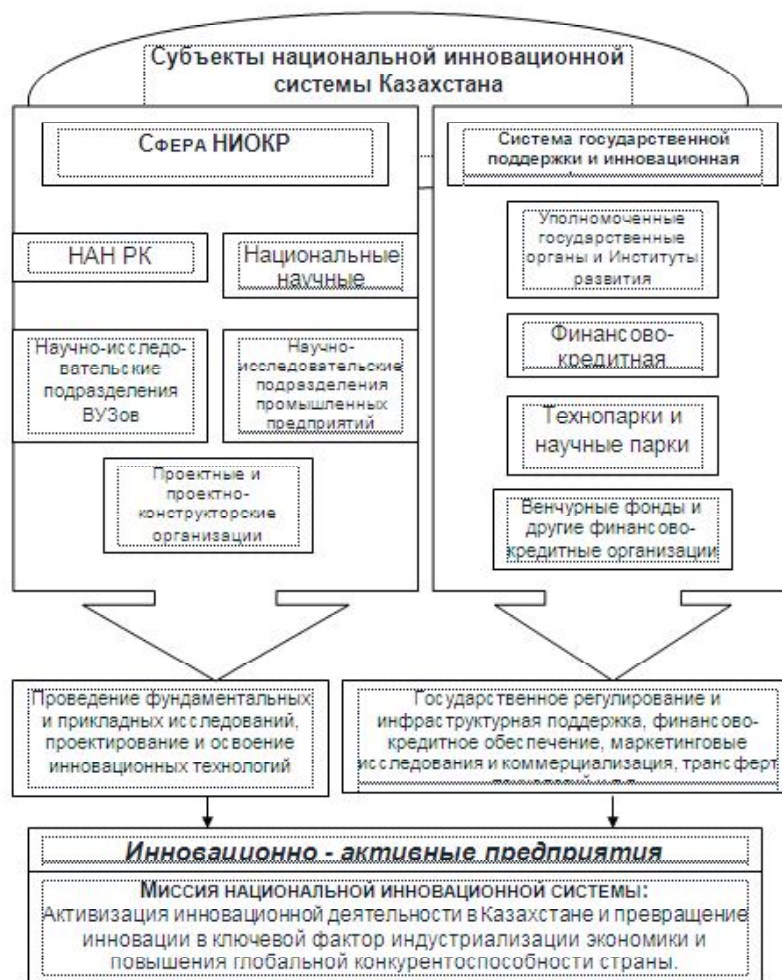 Субъекты национальной инновационной
системы Казахстана
СФЕРА НИОКР
НАН РК
Национальные
научные
Научно-исследо-
вательские
подразделения
ВУЗов
Научно-
исследовательские
подразделения
промышленных
предприятий
Проектные и
проектно-
конструкторские
организации
Система государственной
поддержки и инновационная
Уполномоченные
государственные
органы и Институты
развития
Финансово-
кредитная
Технопарки и
научные парки
Венчурные фонды и
другие финансово-
кредитные организации
Проведение фундаментальных
и прикладных исследований,
проектирование и освоение
инновационных технологий
Государственное регулирование и
инфраструктурная поддержка, финансово-
кредитное обеспечение, маркетинговые
исследования и коммерциализация, трансферт
Инновационно - активные предприятия
МИССИЯ НАЦИОНАЛЬНОЙ ИННОВАЦИОННОЙ СИСТЕМЫ:
Активизация инновационной деятельности в Казахстане и превращение
инновации в ключевой фактор индустриализации экономики и
повышения глобальной конкурентоспособности страны.